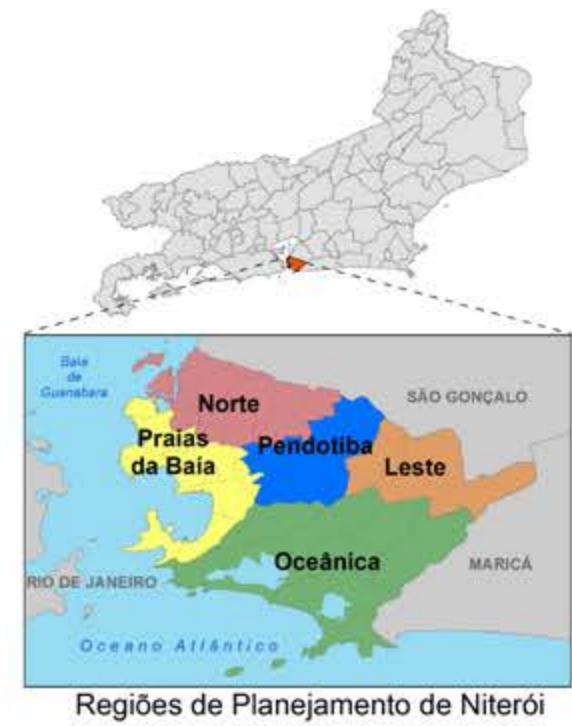 Baía
de
Guanabara
SÃO GONÇALO
Norte
Praias
da Baía
Pendotiba
Leste
Oceânica
MARICÁ
RIO DE JANEIRO
Oceano Atlântico
Regiões de Planejamento de Niterói